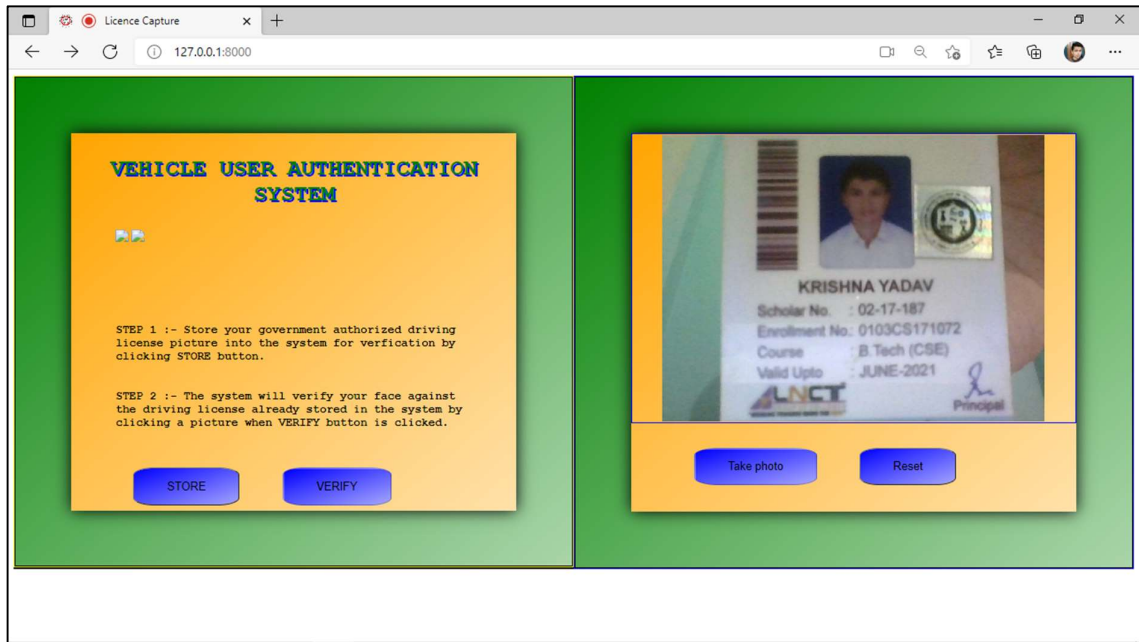 Licence Capture
127.0.0.1:8000
VEHICLE USER AUTHENTICATION
SYSTEM
STEP 1 :- Store your government authorized driving
license picture into the system for verfication by
clicking STORE button.
STEP 2 :- The system will verify your face against
the driving license already stored in the system by
clicking a picture when VERIFY button is clicked.
STORE
VERIFY
KRISHNA YADAV
Scholar No. : 02-17-187
Enrollment No.: 0103CS171072
Course : B.Tech (CSE)
Valid Upto : JUNE-2021
LNCT
Principal
Take photo
Reset